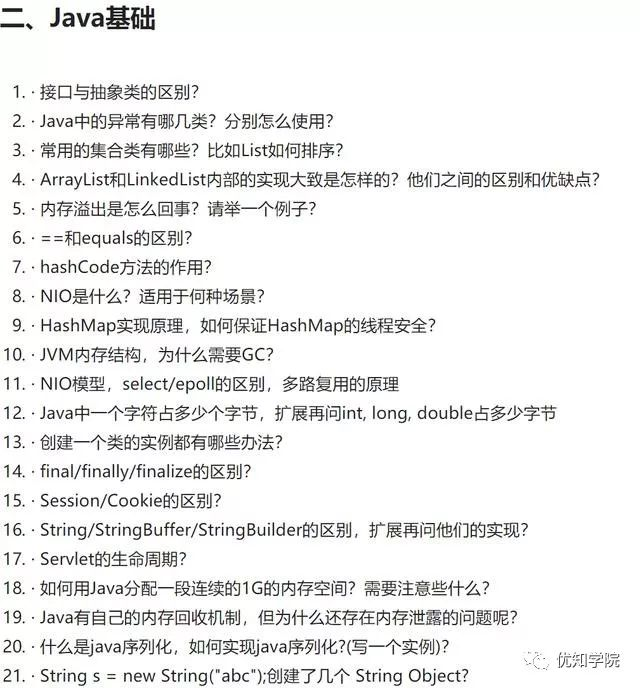 二、Java基础
1. · 接口与抽象类的区别？
2. · Java中的异常有哪几类？分别怎么使用？
3. · 常用的集合类有哪些？比如List如何排序？
4. · ArrayList和LinkedList内部的实现大致是怎样的？他们之间的区别和优缺点？
5. · 内存溢出是怎么回事？请举一个例子？
6. · ==和equals的区别？
7. · hashCode方法的作用？
8. · NIO是什么？适用于何种场景？
9. · HashMap实现原理，如何保证HashMap的线程安全？
10. · JVM内存结构，为什么需要GC？
11. · NIO模型，select/epoll的区别，多路复用的原理
12. · Java中一个字符占多少个字节，扩展再问int, long, double占多少字节
13. · 创建一个类的实例都有哪些办法？
14. · final/finally/finalize的区别？
15. · Session/Cookie的区别？
16. · String/StringBuffer/StringBuilder的区别，扩展再问他们的实现？
17. · Servlet的生命周期？
18. · 如何用Java分配一段连续的1G的内存空间？需要注意些什么？
19. · Java有自己的内存回收机制，但为什么还存在内存泄露的问题呢？
20. · 什么是java序列化，如何实现java序列化?(写一个实例)？
21. · String s = new String("abc");创建了几个 String Object?
优知学院